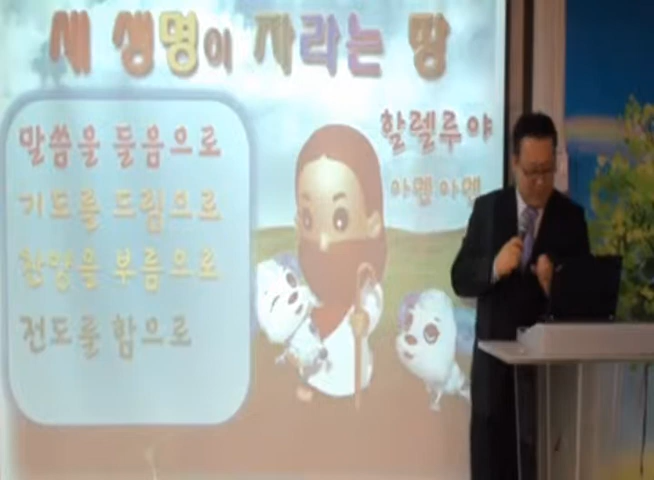 새 생명이 자라는 땅
말씀을 들음으로
기도를 드림으로
찬양을 부름으로
전도를 함으로
할렐루야
아멘 아멘